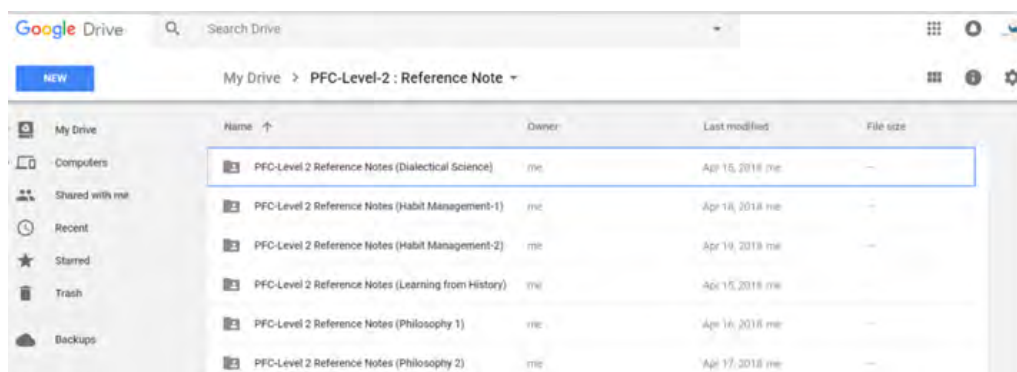 Google Drive Search Drive
NEW My Drive > PFC-Level-2 : Reference Note
My Drive Name ↑ Owner Last modified File size
PFC-Level 2 Reference Notes (Dialectical Science) me Apr 15, 2018 me —
Computers
Shared with me PFC-Level 2 Reference Notes (Habit Management-1) me Apr 18, 2018 me —
Recent
PFC-Level 2 Reference Notes (Habit Management-2) me Apr 19, 2018 me —
Starred
Trash PFC-Level 2 Reference Notes (Learning from History) me Apr 15, 2018 me —
PFC-Level 2 Reference Notes (Philosophy 1) me Apr 16, 2018 me —
Backups
PFC-Level 2 Reference Notes (Philosophy 2) me Apr 17, 2018 me —